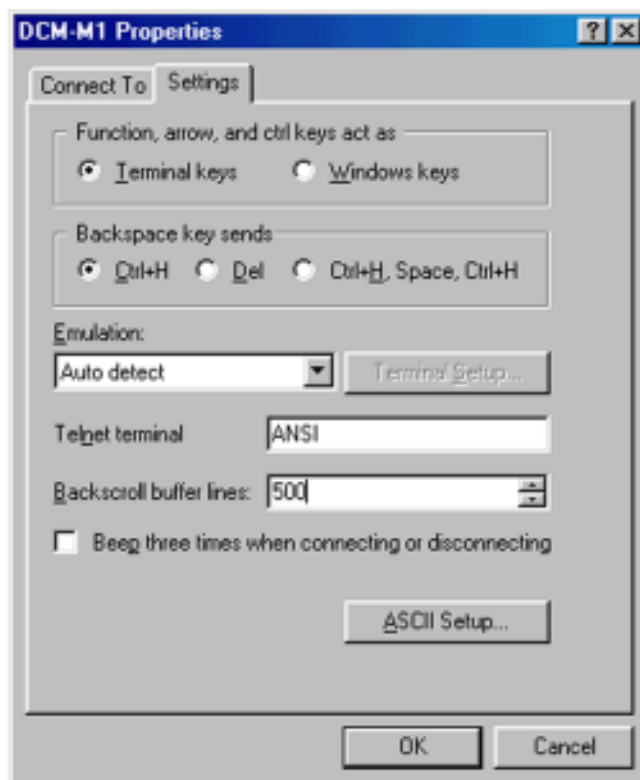 DCM-M1 Properties
Connect To Settings
Function, arrow, and ctrl keys act as
Terminal keys Windows keys
Backspace key sends
Ctrl+H Del Ctrl+H, Space, Ctrl+H
Emulation:
Auto detect Terminal Setup...
Telnet terminal ANSI
Backscroll buffer lines: 500
Beep three times when connecting or disconnecting
ASCII Setup...
OK Cancel